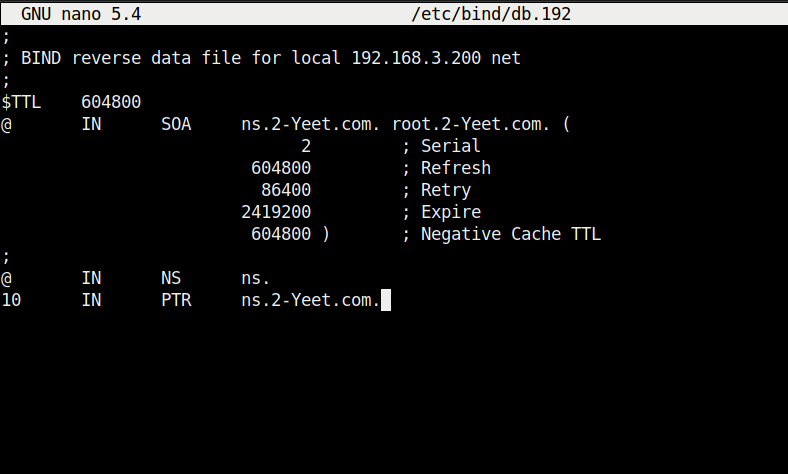 GNU nano 5.4 /etc/bind/db.192
;
; BIND reverse data file for local 192.168.3.200 net
;
$TTL 604800
@ IN SOA ns.2-Yeet.com. root.2-Yeet.com. (
2 ; Serial
604800 ; Refresh
86400 ; Retry
2419200 ; Expire
604800 ) ; Negative Cache TTL
;
@ IN NS ns.
10 IN PTR ns.2-Yeet.com.